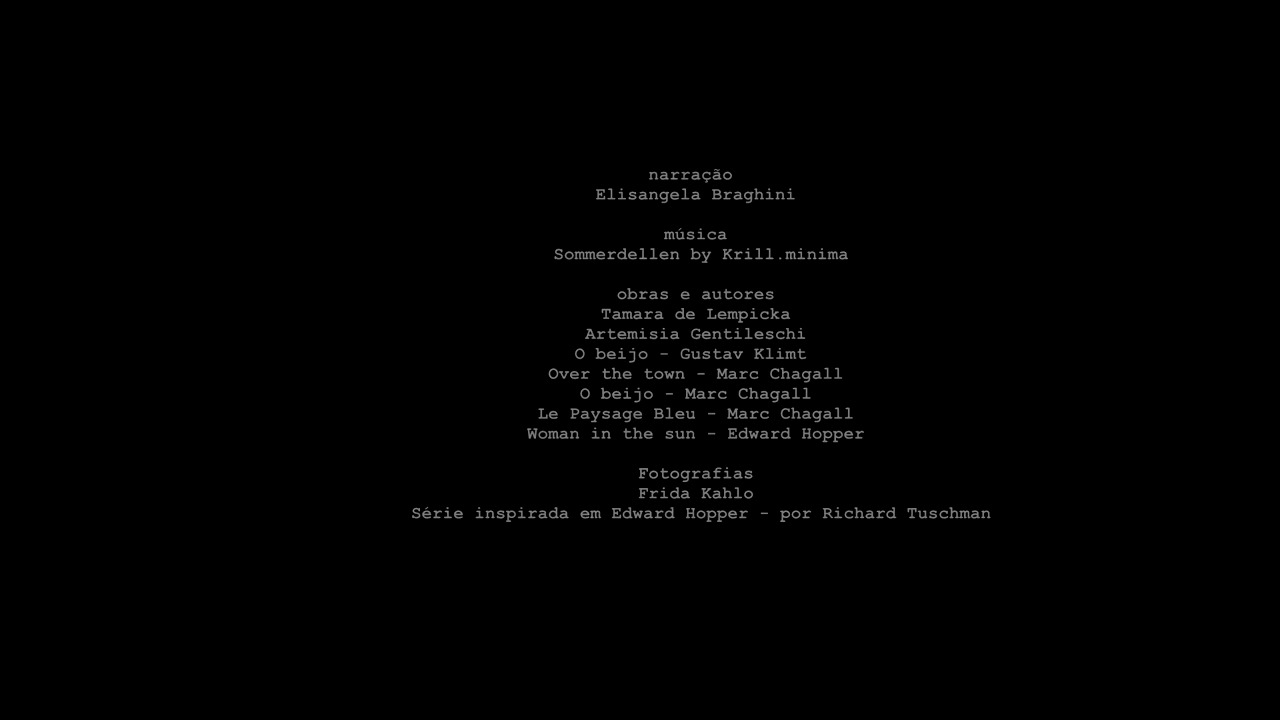 narração
Elisangela Braghini
música
Sommerdellen by Krill.minima
obras e autores
Tamara de Lempicka
Artemisia Gentileschi
O beijo - Gustav Klimt
Over the town - Marc Chagall
O beijo - Marc Chagall
Le Paysage Bleu - Marc Chagall
Woman in the sun - Edward Hopper
Fotografias
Frida Kahlo
Série inspirada em Edward Hopper - por Richard Tuschman